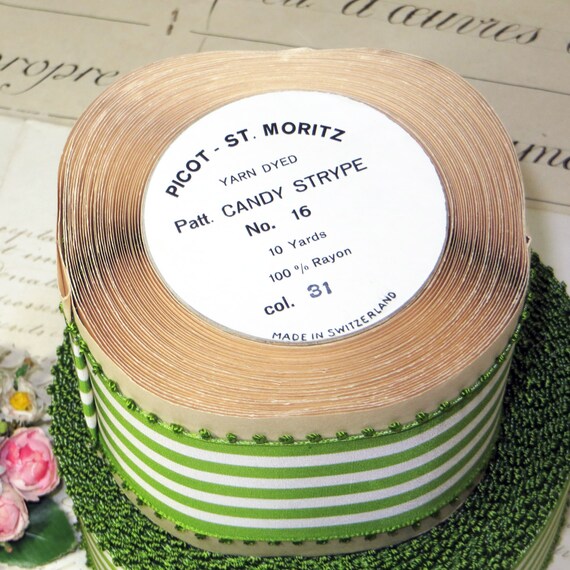 d'œuvres
propre
PICOT - ST. MORITZ
YARN DYED
Patt. CANDY STRYPE
No. 16
10 Yards
100 % Rayon
col. 31
MADE IN SWITZERLAND